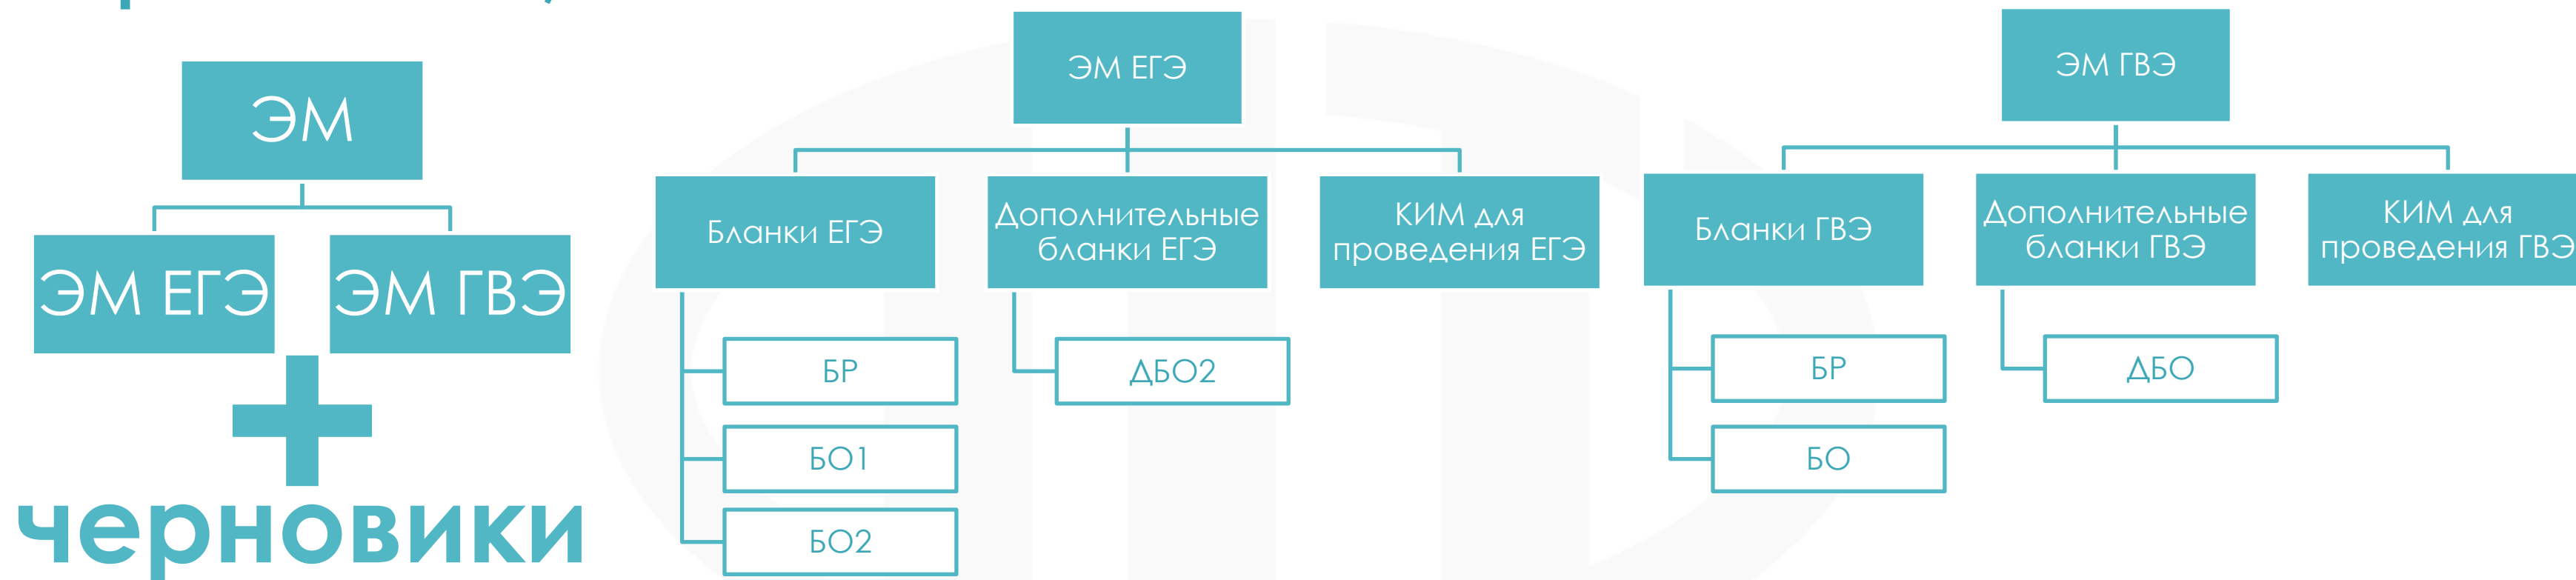 ЭМ
ЭМ ЕГЭ
ЭМ ГВЭ
черновики
ЭМ ЕГЭ
Бланки ЕГЭ
БР
БО1
БО2
Дополнительные
бланки ЕГЭ
ДБО2
КИМ для
проведения ЕГЭ
ЭМ ГВЭ
Бланки ГВЭ
БР
БО
Дополнительные
бланки ГВЭ
ДБО
КИМ для
проведения ГВЭ